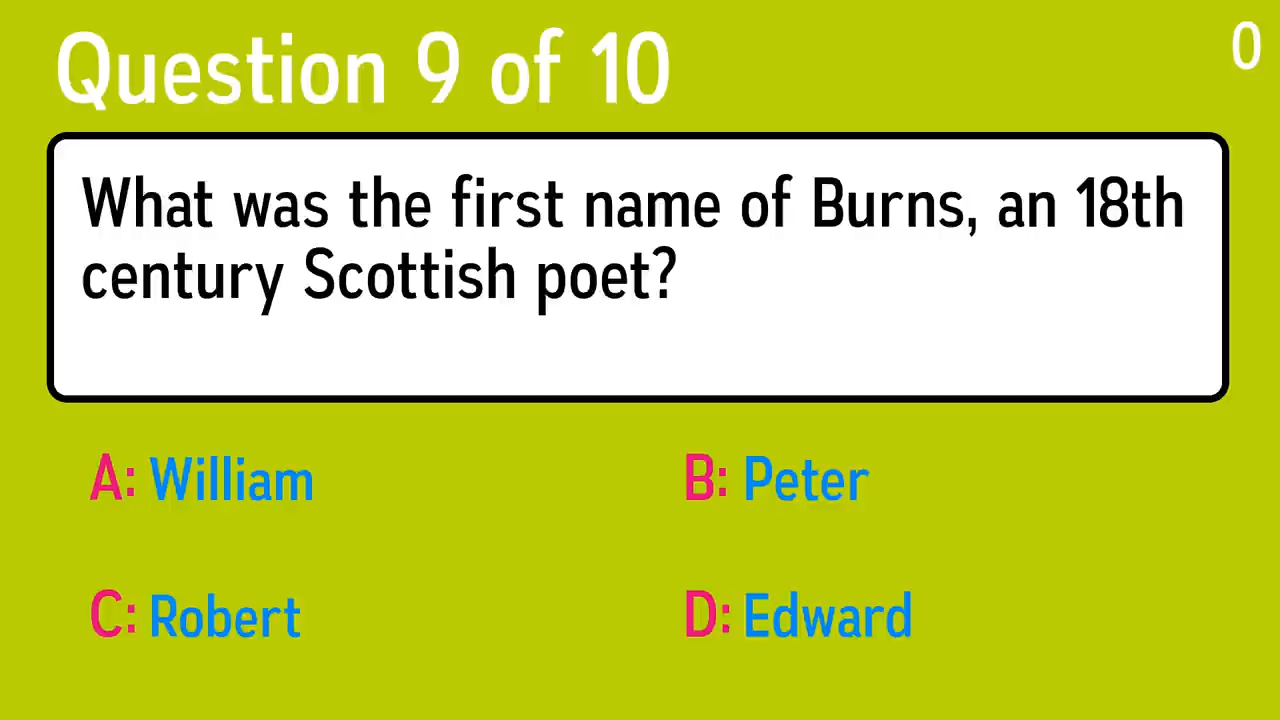 Question 9 of 10
0
What was the first name of Burns, an 18th
century Scottish poet?
A: William
B: Peter
C: Robert
D: Edward